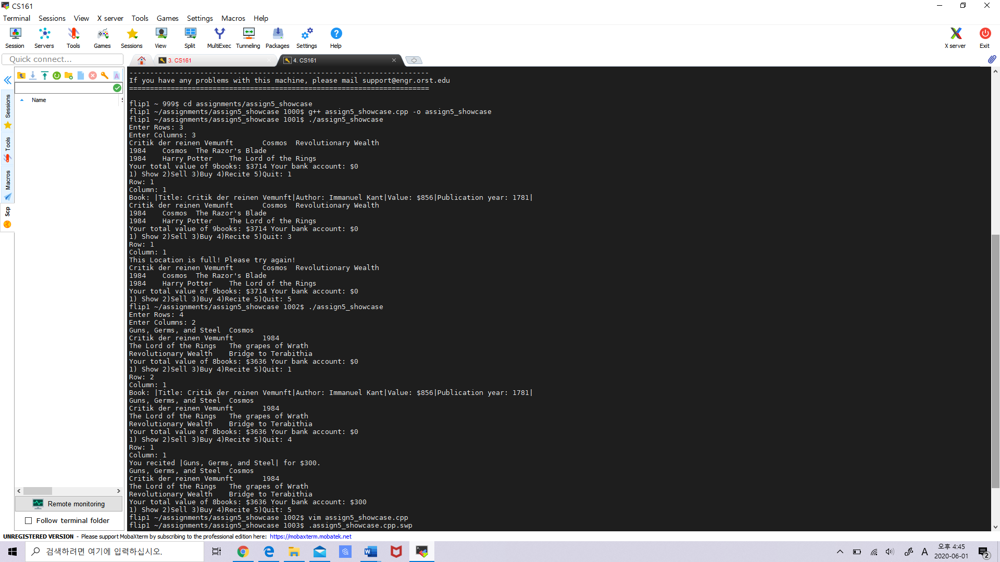 CS161
Terminal Sessions View X server Tools Games Settings Macros Help
Session Servers Tools Games Sessions View Split MultiExec Tunneling Packages Settings Help X server Exit
Quick connect...
3. CS161
4. CS161
Sessions
Tools
Macros
Scp
Name
--------------------------------------------------------------------------
If you have any problems with this machine, please mail support@engr.orst.edu
========================================================================
flip1 ~ 999$ cd assignments/assign5_showcase
flip1 ~/assignments/assign5_showcase 1000$ g++ assign5_showcase.cpp -o assign5_showcase
flip1 ~/assignments/assign5_showcase 1001$ ./assign5_showcase
Enter Rows: 3
Enter Columns: 3
Critik der reinen Vemunft       Cosmos  Revolutionary Wealth
1984    Cosmos  The Razor's Blade
1984    Harry Potter    The Lord of the Rings
Your total value of 9books: $3714 Your bank account: $0
1) Show 2)Sell 3)Buy 4)Recite 5)Quit: 1
Row: 1
Column: 1
Book: |Title: Critik der reinen Vemunft|Author: Immanuel Kant|Value: $856|Publication year: 1781|
Critik der reinen Vemunft       Cosmos  Revolutionary Wealth
1984    Cosmos  The Razor's Blade
1984    Harry Potter    The Lord of the Rings
Your total value of 9books: $3714 Your bank account: $0
1) Show 2)Sell 3)Buy 4)Recite 5)Quit: 3
Row: 1
Column: 1
This Location is full! Please try again!
Critik der reinen Vemunft       Cosmos  Revolutionary Wealth
1984    Cosmos  The Razor's Blade
1984    Harry Potter    The Lord of the Rings
Your total value of 9books: $3714 Your bank account: $0
1) Show 2)Sell 3)Buy 4)Recite 5)Quit: 5
flip1 ~/assignments/assign5_showcase 1002$ ./assign5_showcase
Enter Rows: 4
Enter Columns: 2
Guns, Germs, and Steel  Cosmos
Critik der reinen Vemunft       1984
The Lord of the Rings   The grapes of Wrath
Revolutionary Wealth    Bridge to Terabithia
Your total value of 8books: $3636 Your bank account: $0
1) Show 2)Sell 3)Buy 4)Recite 5)Quit: 1
Row: 2
Column: 1
Book: |Title: Critik der reinen Vemunft|Author: Immanuel Kant|Value: $856|Publication year: 1781|
Guns, Germs, and Steel  Cosmos
Critik der reinen Vemunft       1984
The Lord of the Rings   The grapes of Wrath
Revolutionary Wealth    Bridge to Terabithia
Your total value of 8books: $3636 Your bank account: $0
1) Show 2)Sell 3)Buy 4)Recite 5)Quit: 4
Row: 1
Column: 1
You recited |Guns, Germs, and Steel| for $300.
Guns, Germs, and Steel  Cosmos
Critik der reinen Vemunft       1984
The Lord of the Rings   The grapes of Wrath
Revolutionary Wealth    Bridge to Terabithia
Your total value of 8books: $3636 Your bank account: $300
1) Show 2)Sell 3)Buy 4)Recite 5)Quit: 5
flip1 ~/assignments/assign5_showcase 1002$ vim assign5_showcase.cpp
flip1 ~/assignments/assign5_showcase 1003$ .assign5_showcase.cpp.swp
Remote monitoring
Follow terminal folder
UNREGISTERED VERSION - Please support MobaXterm by subscribing to the professional edition here: https://mobaxterm.mobatek.net
검색하려면 여기에 입력하십시오.
A
오후 4:45
2020-06-01
2